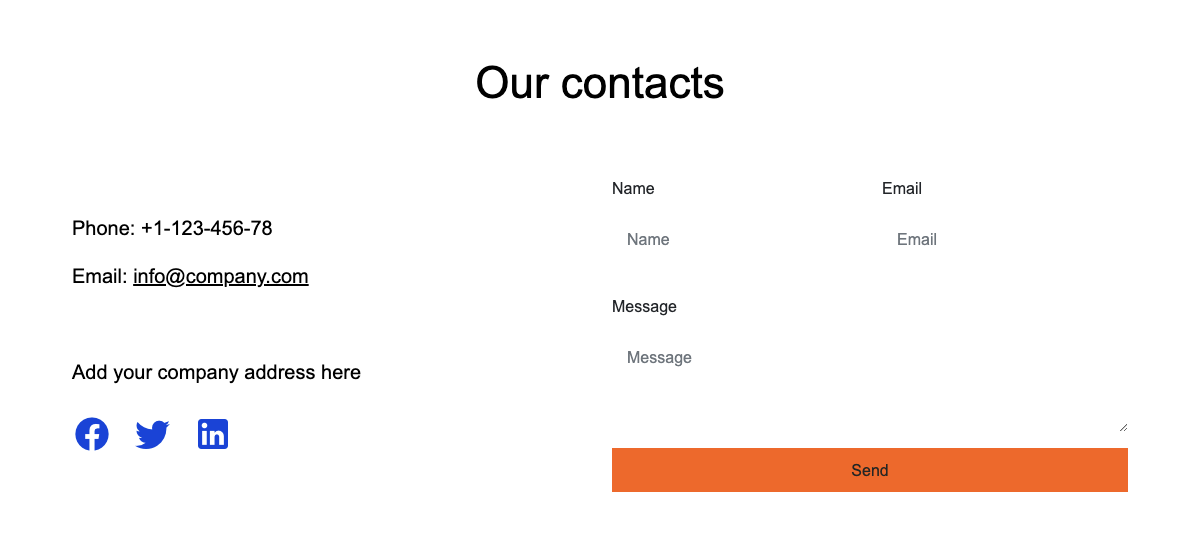 Our contacts
Phone: +1-123-456-78
Email: info@company.com
Add your company address here
Name
Email
Name
Email
Message
Message
Send